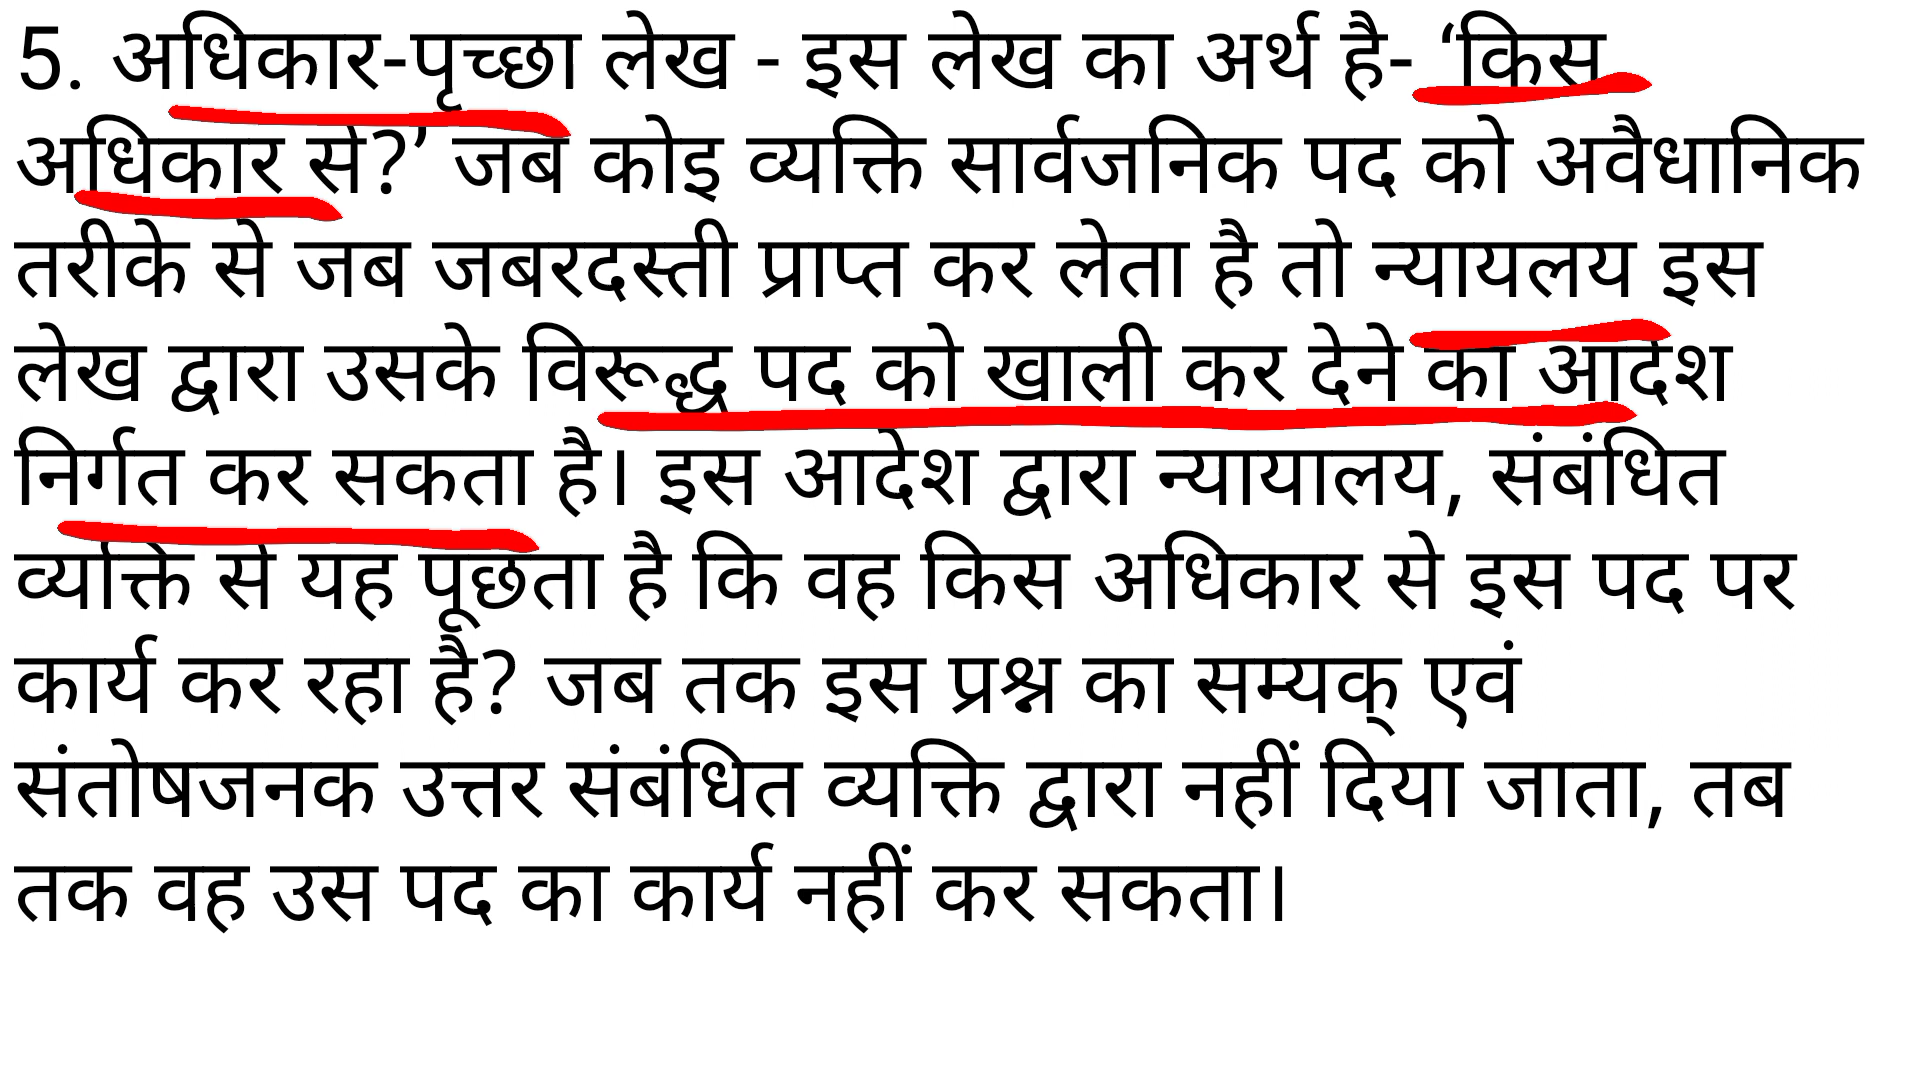 5. अधिकार-पृच्छा लेख - इस लेख का अर्थ है- ‘किस
अधिकार से?’ जब कोइ व्यक्ति सार्वजनिक पद को अवैधानिक
तरीके से जब जबरदस्ती प्राप्त कर लेता है तो न्यायलय इस
लेख द्वारा उसके विरूद्ध पद को खाली कर देने का आदेश
निर्गत कर सकता है। इस आदेश द्वारा न्यायालय, संबंधित
व्यक्ति से यह पूछता है कि वह किस अधिकार से इस पद पर
कार्य कर रहा है? जब तक इस प्रश्न का सम्यक् एवं
संतोषजनक उत्तर संबंधित व्यक्ति द्वारा नहीं दिया जाता, तब
तक वह उस पद का कार्य नहीं कर सकता।